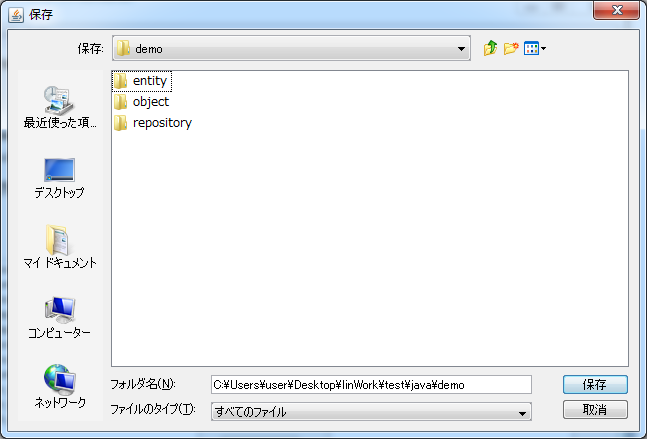 保存
保存:
demo
entity
object
repository
最近使った項...
デスクトップ
マイ ドキュメント
コンピューター
ネットワーク
フォルダ名(N):
C:¥Users¥user¥Desktop¥linWork¥test¥java¥demo
保存
ファイルのタイプ(T):
すべてのファイル
取消